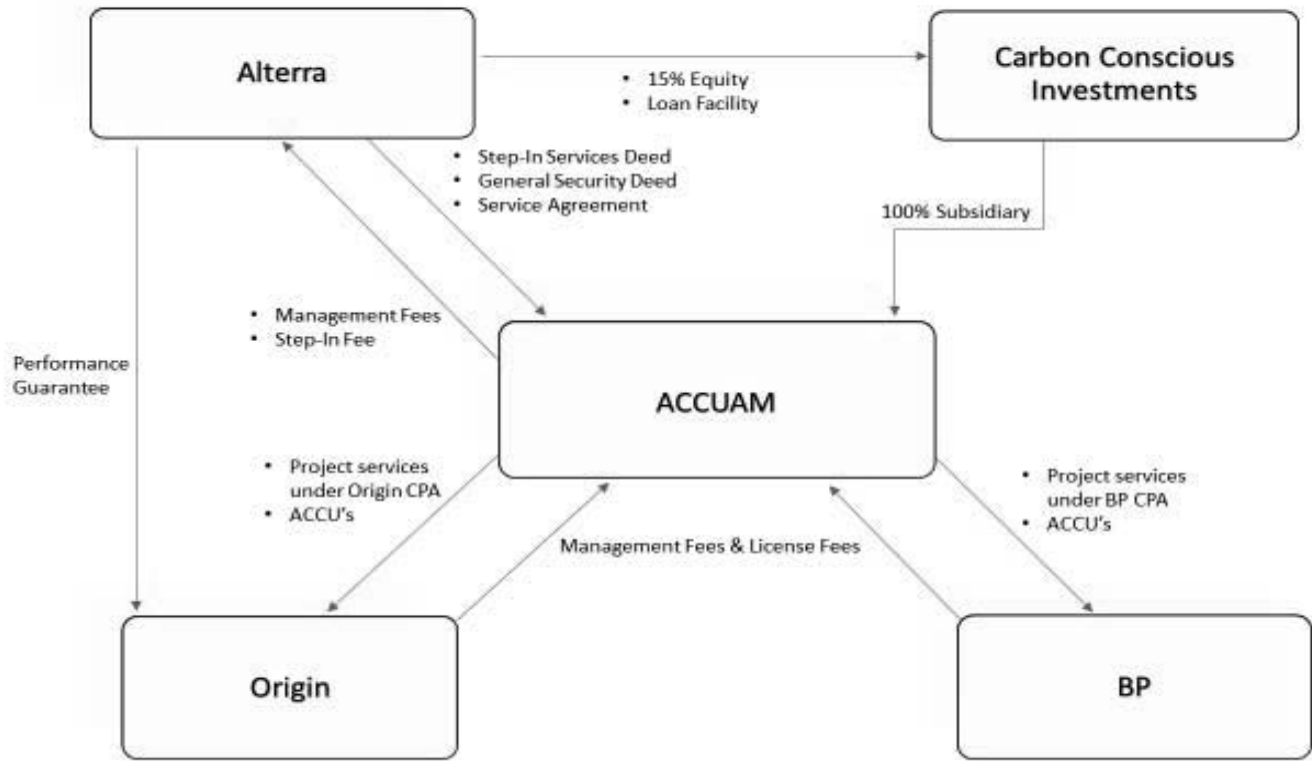 Alterra
Carbon Conscious
Investments
• 15% Equity
• Loan Facility
• Step-In Services Deed
• General Security Deed
• Service Agreement
100% Subsidiary
• Management Fees
• Step-In Fee
Performance
Guarantee
ACCUAM
• Project services
under Origin CPA
• ACCU's
• Project services
under BP CPA
• ACCU's
Management Fees & License Fees
Origin
BP